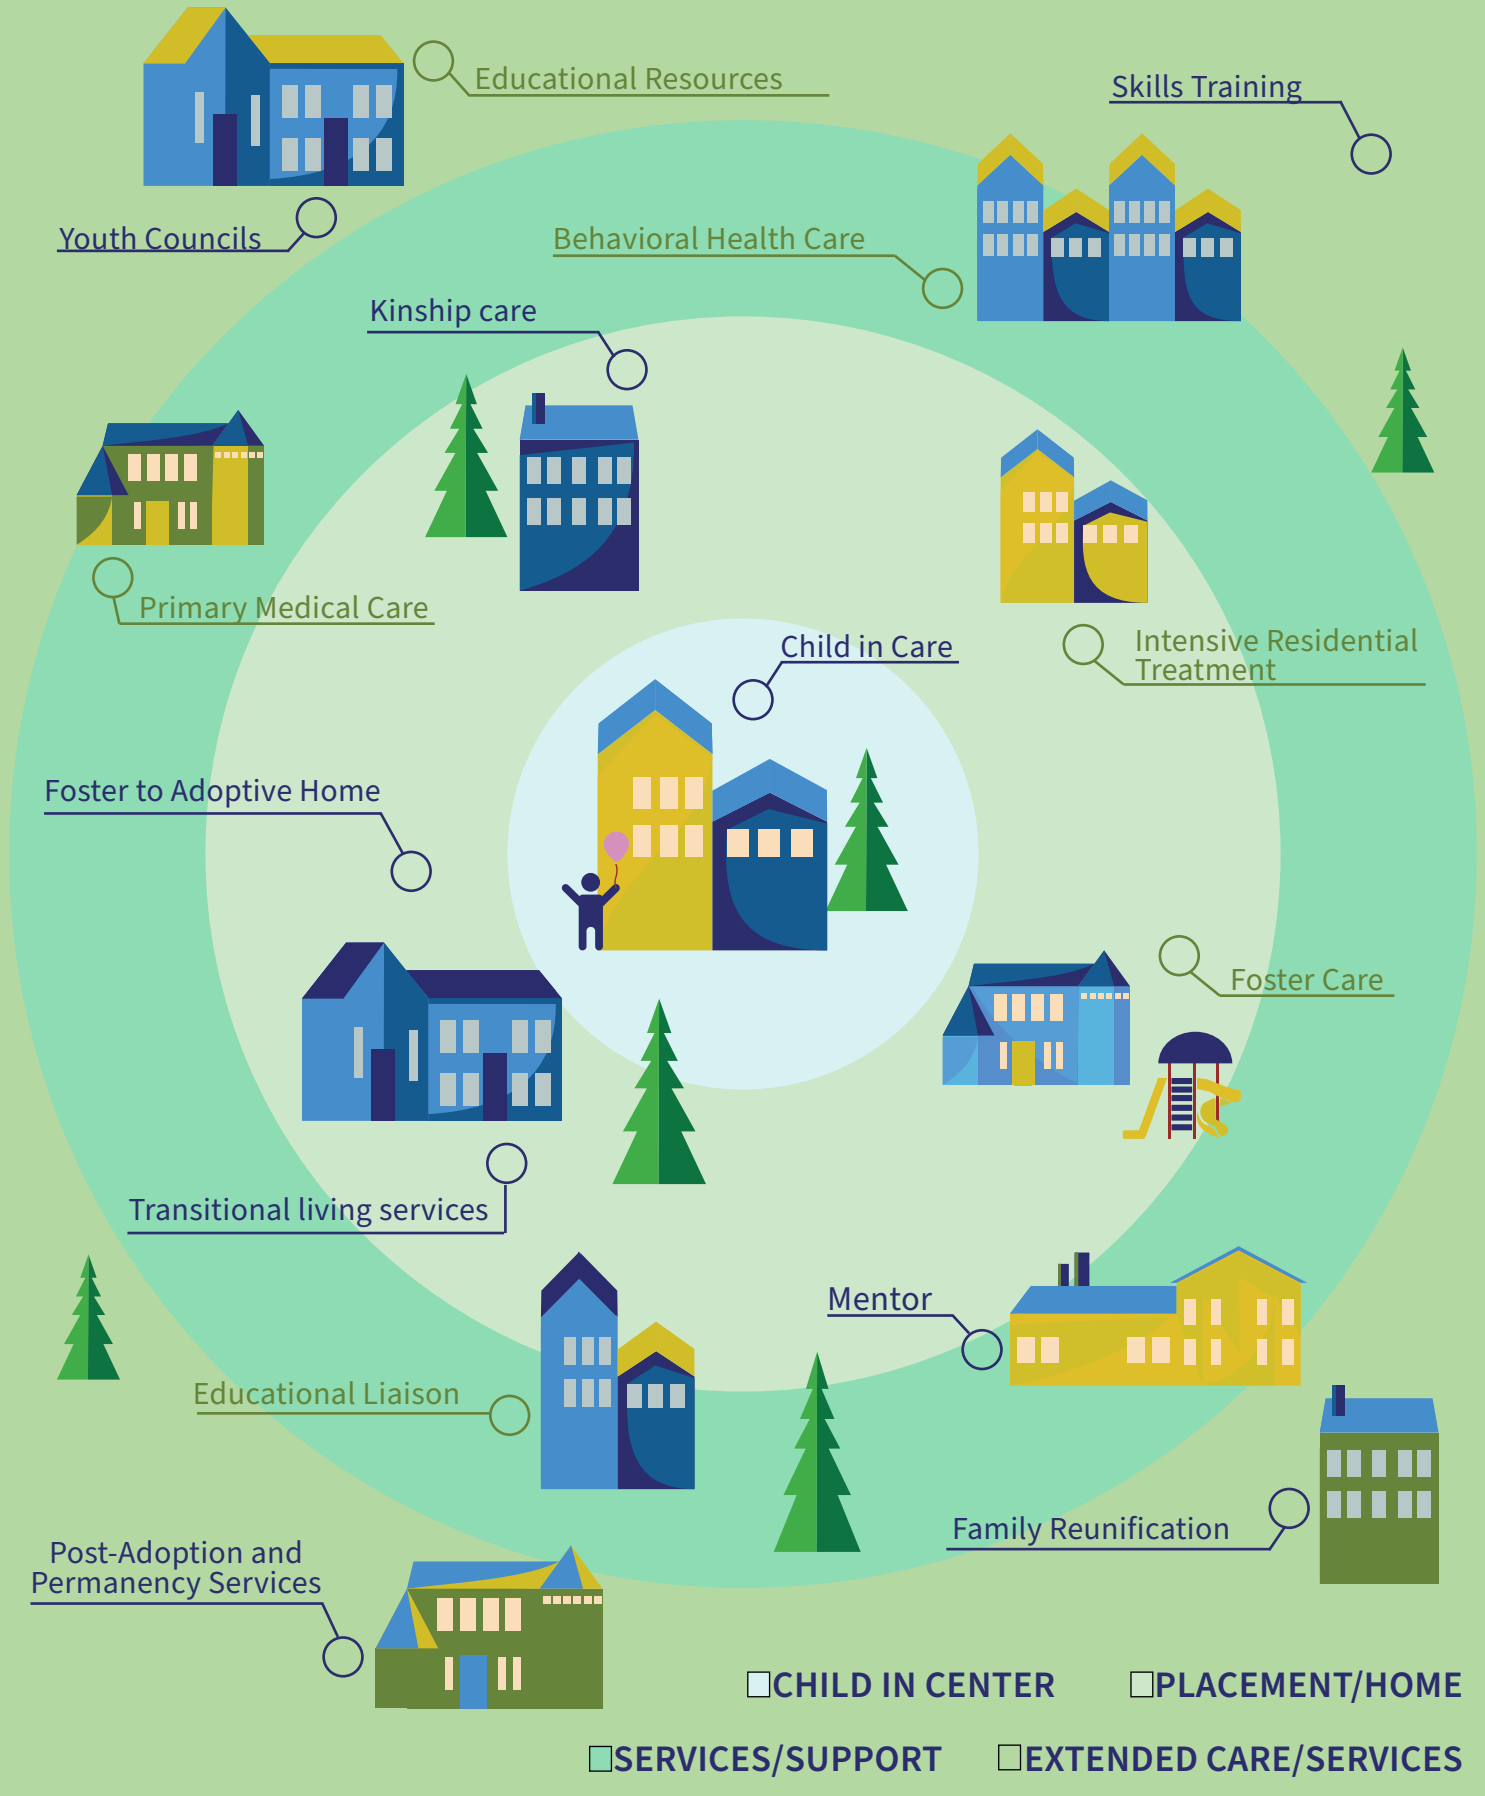 Educational Resources
Skills Training
Youth Councils
Behavioral Health Care
Kinship care
Primary Medical Care
Intensive Residential
Treatment
Child in Care
Foster to Adoptive Home
Foster Care
Transitional living services
Mentor
Educational Liaison
Family Reunification
Post-Adoption and
Permanency Services
CHILD IN CENTER
PLACEMENT/HOME
SERVICES/SUPPORT
EXTENDED CARE/SERVICES